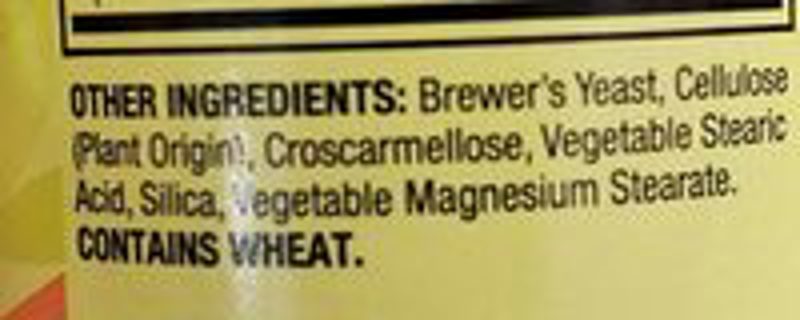 OTHER INGREDIENTS: Brewer's Yeast, Cellulose
(Plant Origin), Croscarmellose, Vegetable Stearic
Acid, Silica, Vegetable Magnesium Stearate.
CONTAINS WHEAT.